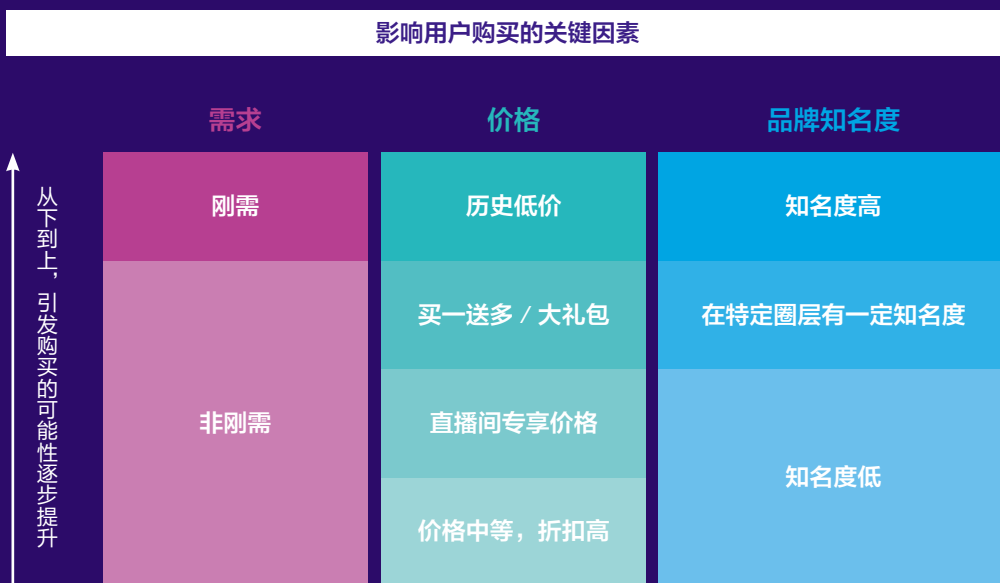 影响用户购买的关键因素
需求
价格
品牌知名度
从下到上，引发购买的可能性逐步提升
刚需
历史低价
知名度高
买一送多 / 大礼包
在特定圈层有一定知名度
非刚需
直播间专享价格
知名度低
价格中等，折扣高